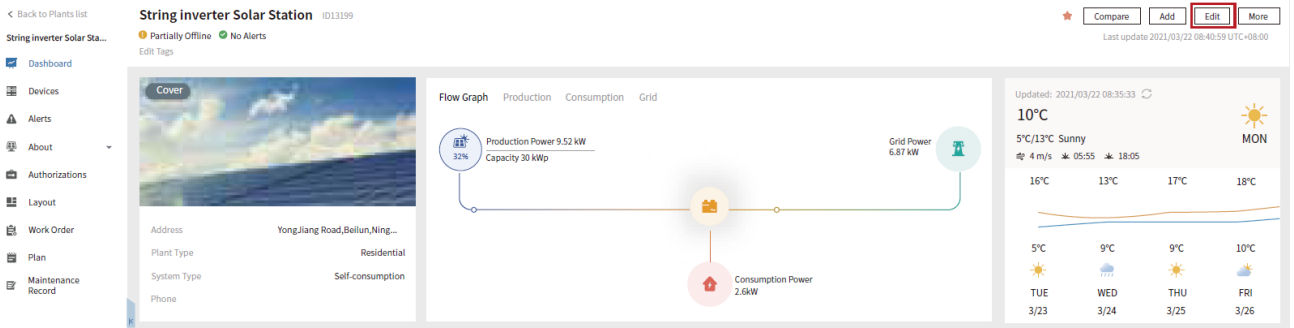 Back to Plants list
String inverter Solar Sta...
Dashboard
Devices
Alerts
About
Authorizations
Layout
Work Order
Plan
Maintenance
Record
String inverter Solar Station ID13199
Partially Offline No Alerts
Edit Tags
Compare Add Edit More
Last update 2021/03/22 08:40:59 UTC+08:00
Cover
Address YongJiang Road,Beilun,Ning...
Plant Type Residential
System Type Self-consumption
Phone
Flow Graph Production Consumption Grid
32%
Production Power 9.52 kW
Capacity 30 kWp
Grid Power
6.87 kW
Consumption Power
2.6kW
Updated: 2021/03/22 08:35:33
10°C
5°C/13°C Sunny
MON
4 m/s 05:55 18:05
16°C 13°C 17°C 18°C
5°C 9°C 9°C 10°C
TUE WED THU FRI
3/23 3/24 3/25 3/26